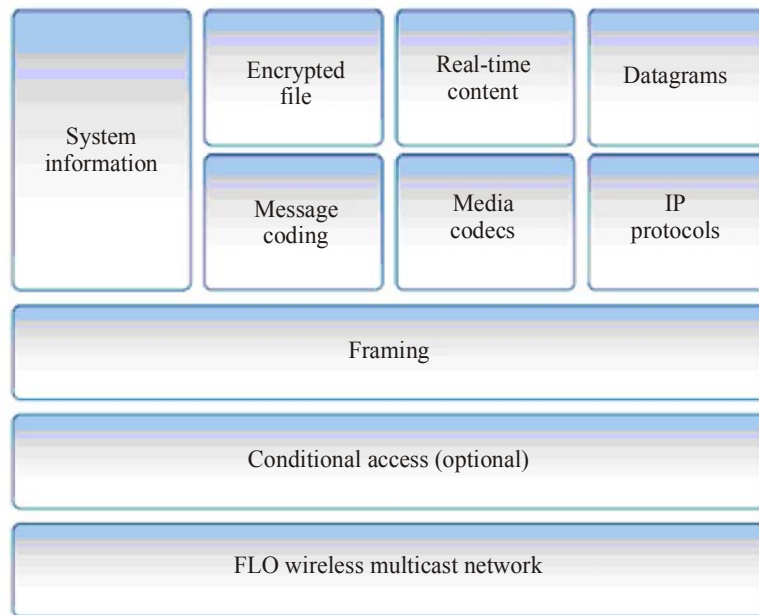 System
information
Encrypted
file
Real-time
content
Datagrams
Message
coding
Media
codecs
IP
protocols
Framing
Conditional access (optional)
FLO wireless multicast network